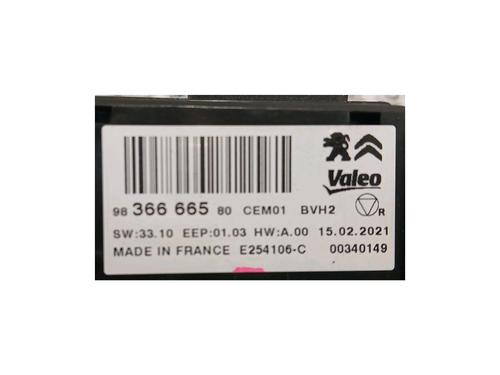 Valeo
98 366 665 80 CEM01 BVH2 R
SW:33.10 EEP:01.03 HW:A.00 15.02.2021
MADE IN FRANCE E254106-C 00340149